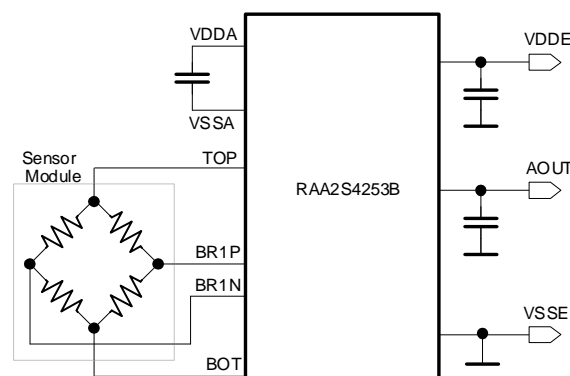 VDDA
VDDE
VSSA
Sensor
Module
TOP
RAA2S4253B
AOUT
BR1P
BR1N
VSSE
BOT